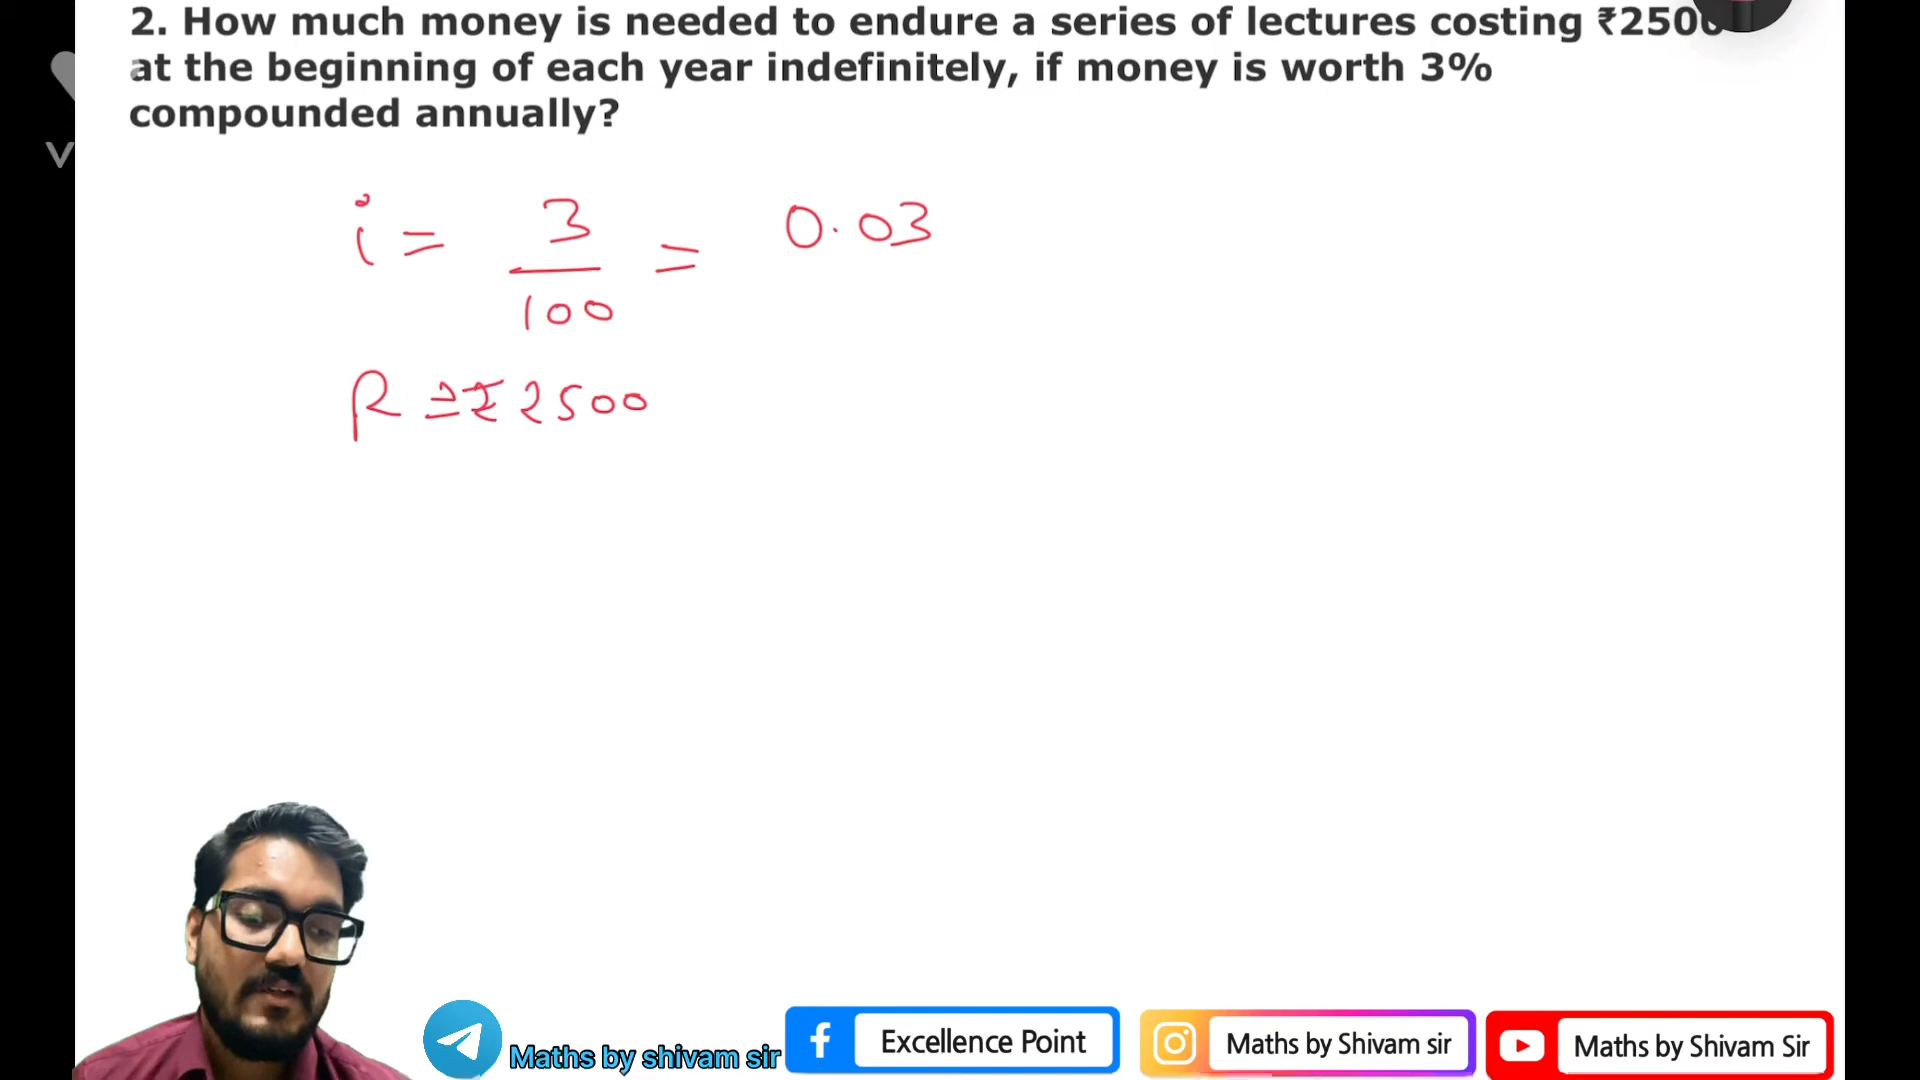 2. How much money is needed to endure a series of lectures costing ₹2500
at the beginning of each year indefinitely, if money is worth 3%
compounded annually?
V
i = 3/100 = 0.03
R = ₹ 2500
Maths by shivam sir
Excellence Point
Maths by Shivam sir
Maths by Shivam Sir